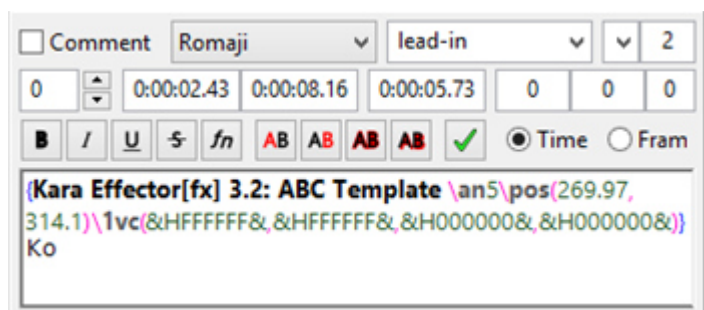 Comment Romaji lead-in 2
0 0:00:02.43 0:00:08.16 0:00:05.73 0 0 0
B I U S fn AB AB AB AB Time Fram
{Kara Effector[fx] 3.2: ABC Template \an5\pos(269.97,
314.1)\1vc(&HFFFFFF&,&HFFFFFF&,&H000000&,&H000000&)}
Ko